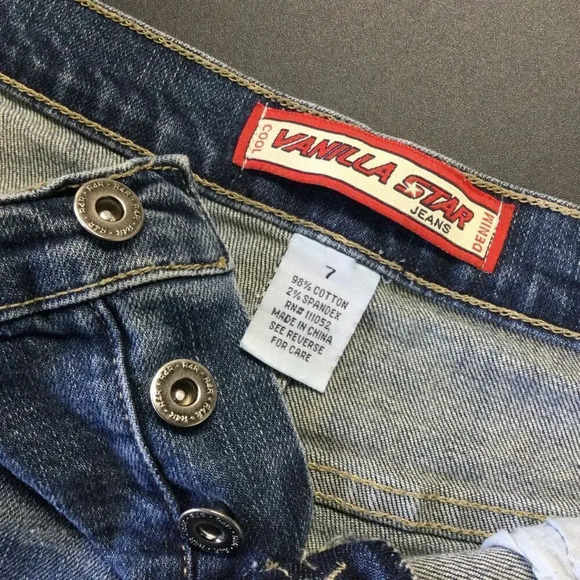 COOL
VANILLA STAR
JEANS
DENIM
7
98% COTTON
2% SPANDEX
RN# 111052
MADE IN CHINA
SEE REVERSE
FOR CARE
R&R • R&R • R&R
R&R • R&R • R&R